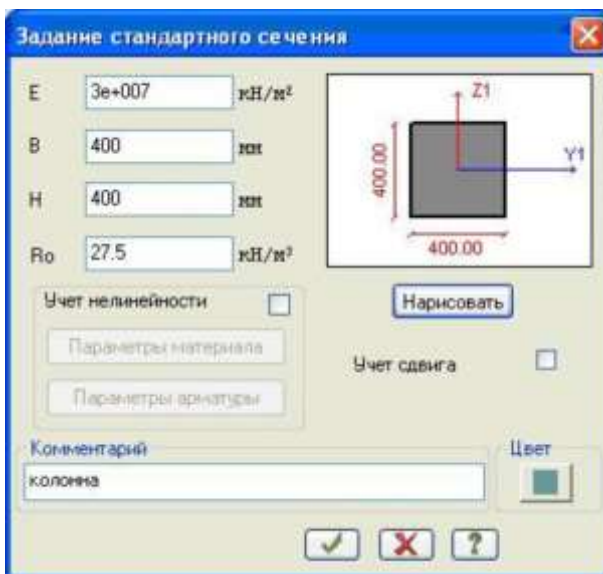 Задание стандартного сечения
E 3e+007 кН/м²
Z1
B 400 мм
Y1
400.00
H 400 мм
400.00
Ro 27.5 кН/м³
Учет нелинейности
Нарисовать
Параметры материала
Учет сдвига
Параметры арматуры
Комментарий
Цвет
колонна
?